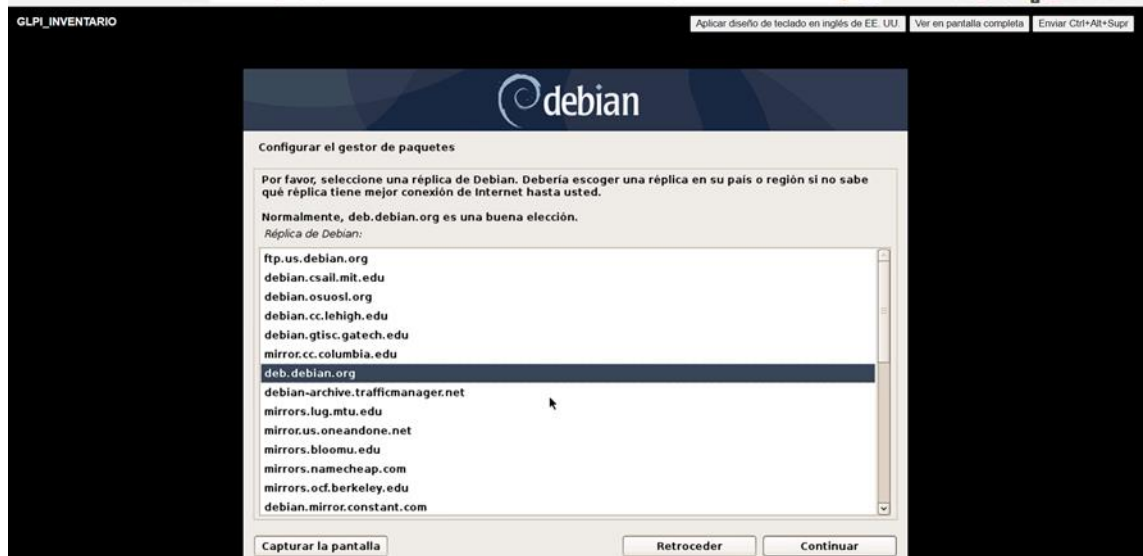 GLPI_INVENTARIO
Aplicar diseño de teclado en inglés de EE. UU.
Ver en pantalla completa
Enviar Ctrl+Alt+Supr
debian
Configurar el gestor de paquetes
Por favor, seleccione una réplica de Debian. Debería escoger una réplica en su país o región si no sabe
qué réplica tiene mejor conexión de Internet hasta usted.
Normalmente, deb.debian.org es una buena elección.
Réplica de Debian:
ftp.us.debian.org
debian.csail.mit.edu
debian.osuosl.org
debian.cc.lehigh.edu
debian.gtisc.gatech.edu
mirror.cc.columbia.edu
deb.debian.org
debian-archive.trafficmanager.net
mirrors.lug.mtu.edu
mirror.us.oneandone.net
mirrors.bloomu.edu
mirrors.namecheap.com
mirrors.ocf.berkeley.edu
debian.mirror.constant.com
Capturar la pantalla
Retroceder
Continuar